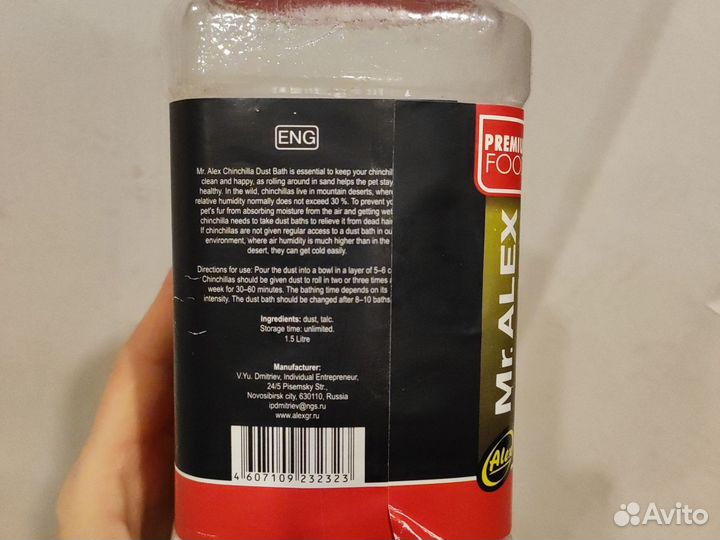 ENG
Mr. Alex Chinchilla Dust Bath is essential to keep your
clean and happy, as rolling around in sand helps the pet stay
healthy. In the wild, chinchillas live in mountain deserts, where
relative humidity normally does not exceed 30 %. To prevent
pet's fur from absorbing moisture from the air and getting wet
chinchilla needs to take dust baths to relieve it from dead
If chinchillas are not given regular access to a dust bath in
environment, where air humidity is much higher than in the
desert, they can get cold easily.
Directions for use: Pour the dust into a bowl in a layer of 5–6
Chinchillas should be given dust to roll in two or three times
week for 30–60 minutes. The bathing time depends on its
intensity. The dust bath should be changed after 8–10 baths
Ingredients: dust, talc.
Storage time: unlimited.
1.5 Litre
Manufacturer:
V.Yu. Dmitriev, Individual Entrepreneur,
24/5 Pisemsky Str.,
Novosibirsk city, 630110, Russia
ipdmitriev@ngs.ru
www.alexgr.ru
4 607109 232323
PREMIU
FOO
Mr. ALEX
Alex
Avito